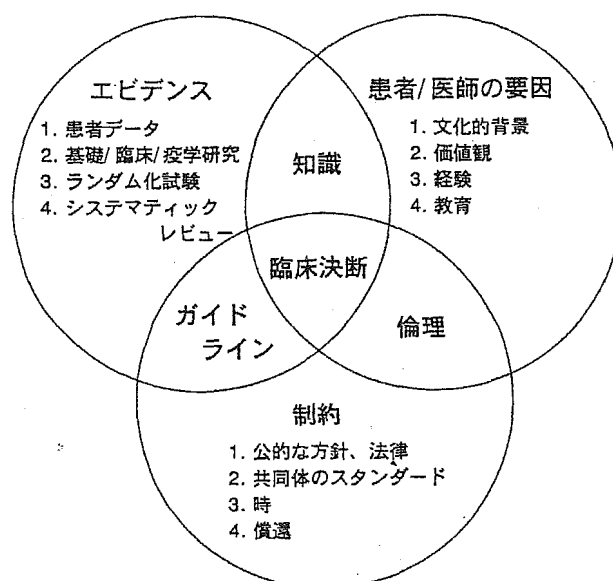 エビデンス
1. 患者データ
2. 基礎/臨床/疫学研究
3. ランダム化試験
4. システマティック
レビュー
患者/医師の要因
1. 文化的背景
2. 価値観
3. 経験
4. 教育
知識
臨床決断
ガイド
ライン
倫理
制約
1. 公的な方針、法律
2. 共同体のスタンダード
3. 時
4. 償還